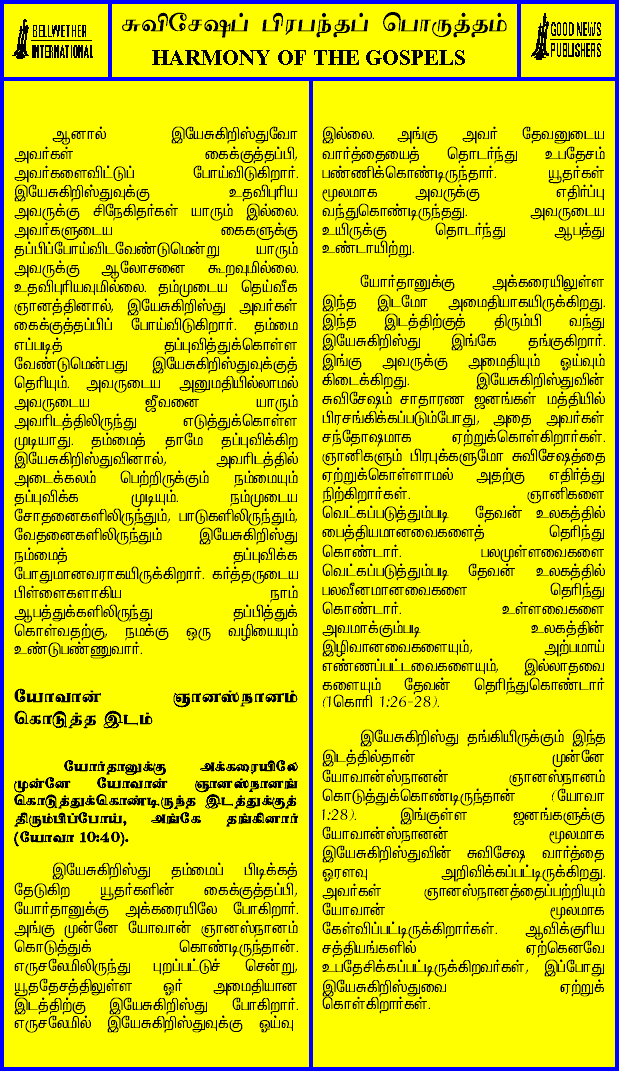 BELLWETHER
INTERNATIONAL
சுவிசேஷப் பிரபந்தப் பொருத்தம்
HARMONY OF THE GOSPELS
GOOD NEWS
PUBLISHERS
ஆனால் இயேசுகிறிஸ்துவோ
அவர்கள் கைக்குத்தப்பி,
அவர்களைவிட்டுப் போய்விடுகிறார்.
இயேசுகிறிஸ்துவுக்கு உதவிபுரிய
அவருக்கு சிநேகிதர்கள் யாரும் இல்லை.
அவர்களுடைய கைகளுக்கு
தப்பிப்போய்விடவேண்டுமென்று யாரும்
அவருக்கு ஆலோசனை கூறவுமில்லை.
உதவிபுரியவுமில்லை. தம்முடைய தெய்வீக
ஞானத்தினால், இயேசுகிறிஸ்து அவர்கள்
கைக்குத்தப்பிப் போய்விடுகிறார். தம்மை
எப்படித் தப்புவித்துக்கொள்ள
வேண்டுமென்பது இயேசுகிறிஸ்துவுக்குத்
தெரியும். அவருடைய அனுமதியில்லாமல்
அவருடைய ஜீவனை யாரும்
அவரிடத்திலிருந்து எடுத்துக்கொள்ள
முடியாது. தம்மைத் தாமே தப்புவிக்கிற
இயேசுகிறிஸ்துவினால், அவரிடத்தில்
அடைக்கலம் பெற்றிருக்கும் நம்மையும்
தப்புவிக்க முடியும். நம்முடைய
சோதனைகளிலிருந்தும், பாடுகளிலிருந்தும்,
வேதனைகளிலிருந்தும் இயேசுகிறிஸ்து
நம்மைத் தப்புவிக்க
போதுமானவராகயிருக்கிறார். கர்த்தருடைய
பிள்ளைகளாகிய நாம்
ஆபத்துக்களிலிருந்து தப்பித்துக்
கொள்வதற்கு, நமக்கு ஒரு வழியையும்
உண்டுபண்ணுவார்.
யோவான் ஞானஸ்நானம்
கொடுத்த இடம்
யோர்தானுக்கு அக்கரையிலே
முன்னே யோவான் ஞானஸ்நானங்
கொடுத்துக்கொண்டிருந்த இடத்துக்குத்
திரும்பிப்போய், அங்கே தங்கினார்
(யோவா 10:40).
இயேசுகிறிஸ்து தம்மைப் பிடிக்கத்
தேடுகிற யூதர்களின் கைக்குத்தப்பி,
யோர்தானுக்கு அக்கரையிலே போகிறார்.
அங்கு முன்னே யோவான் ஞானஸ்நானம்
கொடுத்துக் கொண்டிருந்தான்.
எருசலேமிலிருந்து புறப்பட்டுச் சென்று,
யூததேசத்திலுள்ள ஓர் அமைதியான
இடத்திற்கு இயேசுகிறிஸ்து போகிறார்.
எருசலேமில் இயேசுகிறிஸ்துவுக்கு ஓய்வு
இல்லை. அங்கு அவர் தேவனுடைய
வார்த்தையைத் தொடர்ந்து உபதேசம்
பண்ணிக்கொண்டிருந்தார். யூதர்கள்
மூலமாக அவருக்கு எதிர்ப்பு
வந்துகொண்டிருந்தது. அவருடைய
உயிருக்கு தொடர்ந்து ஆபத்து
உண்டாயிற்று.
யோர்தானுக்கு அக்கரையிலுள்ள
இந்த இடமோ அமைதியாகயிருக்கிறது.
இந்த இடத்திற்குத் திரும்பி வந்து
இயேசுகிறிஸ்து இங்கே தங்குகிறார்.
இங்கு அவருக்கு அமைதியும் ஓய்வும்
கிடைக்கிறது. இயேசுகிறிஸ்துவின்
சுவிசேஷம் சாதாரண ஜனங்கள் மத்தியில்
பிரசங்கிக்கப்படும்போது, அதை அவர்கள்
சந்தோஷமாக ஏற்றுக்கொள்கிறார்கள்.
ஞானிகளும் பிரபுக்களுமோ சுவிசேஷத்தை
ஏற்றுக்கொள்ளாமல் அதற்கு எதிர்த்து
நிற்கிறார்கள். ஞானிகளை
வெட்கப்படுத்தும்படி தேவன் உலகத்தில்
பைத்தியமானவைகளைத் தெரிந்து
கொண்டார். பலமுள்ளவைகளை
வெட்கப்படுத்தும்படி தேவன் உலகத்தில்
பலவீனமானவைகளை தெரிந்து
கொண்டார். உள்ளவைகளை
அவமாக்கும்படி உலகத்தின்
இழிவானவைகளையும், அற்பமாய்
எண்ணப்பட்டவைகளையும், இல்லாதவை
களையும் தேவன் தெரிந்துகொண்டார்
(1கொரி 1:26-28).
இயேசுகிறிஸ்து தங்கியிருக்கும் இந்த
இடத்தில்தான் முன்னே
யோவான்ஸ்நானன் ஞானஸ்நானம்
கொடுத்துக்கொண்டிருந்தான் (யோவா
1:28). இங்குள்ள ஜனங்களுக்கு
யோவான்ஸ்நானன் மூலமாக
இயேசுகிறிஸ்துவின் சுவிசேஷ வார்த்தை
ஓரளவு அறிவிக்கப்பட்டிருக்கிறது.
அவர்கள் ஞானஸ்நானத்தைப்பற்றியும்
யோவான் மூலமாக
கேள்விப்பட்டிருக்கிறார்கள். ஆவிக்குரிய
சத்தியங்களில் ஏற்கெனவே
உபதேசிக்கப்பட்டிருக்கிறவர்கள், இப்போது
இயேசுகிறிஸ்துவை ஏற்றுக்
கொள்கிறார்கள்.